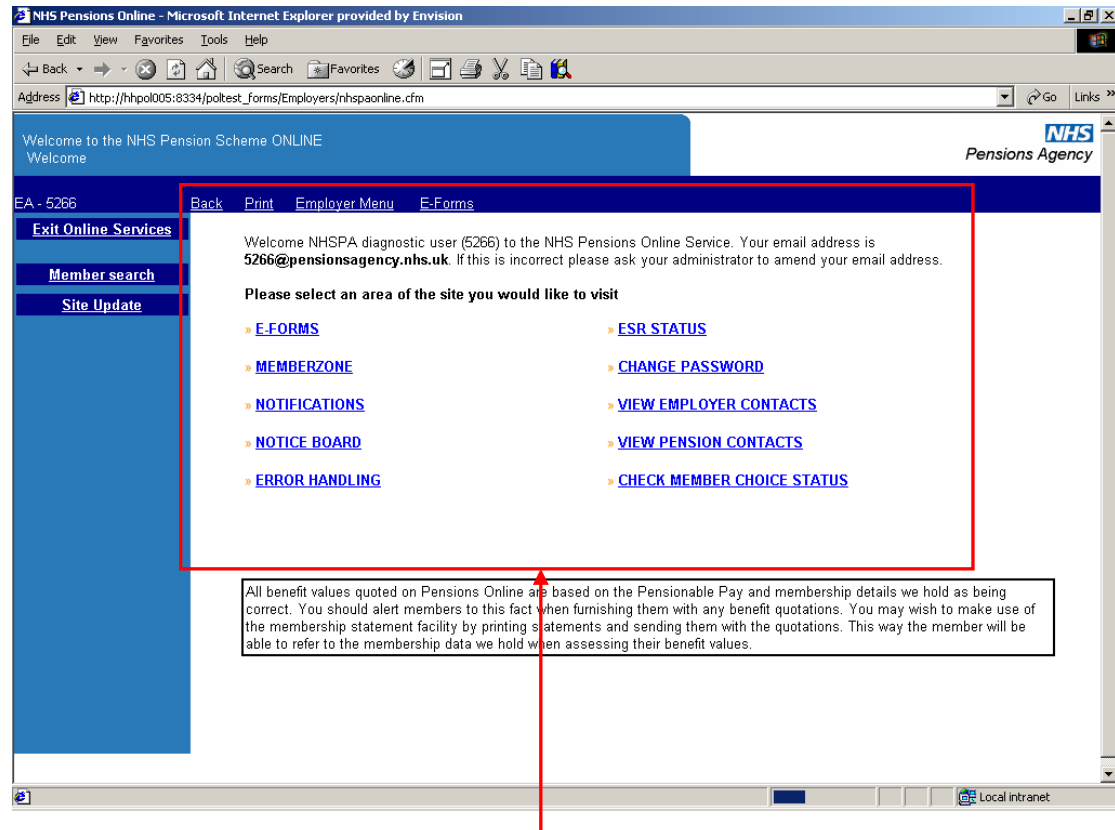 NHS Pensions Online - Microsoft Internet Explorer provided by Envision
File Edit View Favorites Tools Help
Back Search Favorites
Address http://hhpol005:8334/poltest_forms/Employers/nhspaonline.cfm Go Links »
Welcome to the NHS Pension Scheme ONLINE
Welcome
NHS
Pensions Agency
EA - 5266 Back Print Employer Menu E-Forms
Exit Online Services
Member search
Site Update
Welcome NHSPA diagnostic user (5266) to the NHS Pensions Online Service. Your email address is
5266@pensionsagency.nhs.uk. If this is incorrect please ask your administrator to amend your email address.
Please select an area of the site you would like to visit
» E-FORMS » ESR STATUS
» MEMBERZONE » CHANGE PASSWORD
» NOTIFICATIONS » VIEW EMPLOYER CONTACTS
» NOTICE BOARD » VIEW PENSION CONTACTS
» ERROR HANDLING » CHECK MEMBER CHOICE STATUS
All benefit values quoted on Pensions Online are based on the Pensionable Pay and membership details we hold as being
correct. You should alert members to this fact when furnishing them with any benefit quotations. You may wish to make use of
the membership statement facility by printing statements and sending them with the quotations. This way the member will be
able to refer to the membership data we hold when assessing their benefit values.
Local intranet